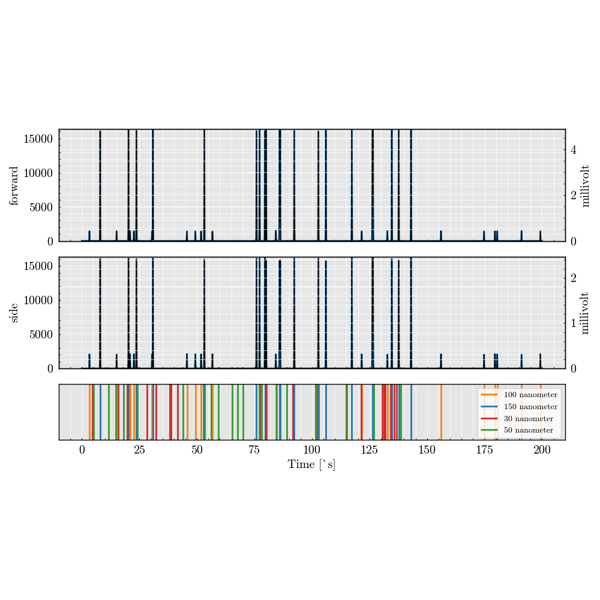 15000
10000
5000
0
forward
4
2
0
millivolt
15000
10000
5000
0
side
2
1
0
millivolt
100 nanometer
150 nanometer
30 nanometer
50 nanometer
0 25 50 75 100 125 150 175 200
Time [`s]